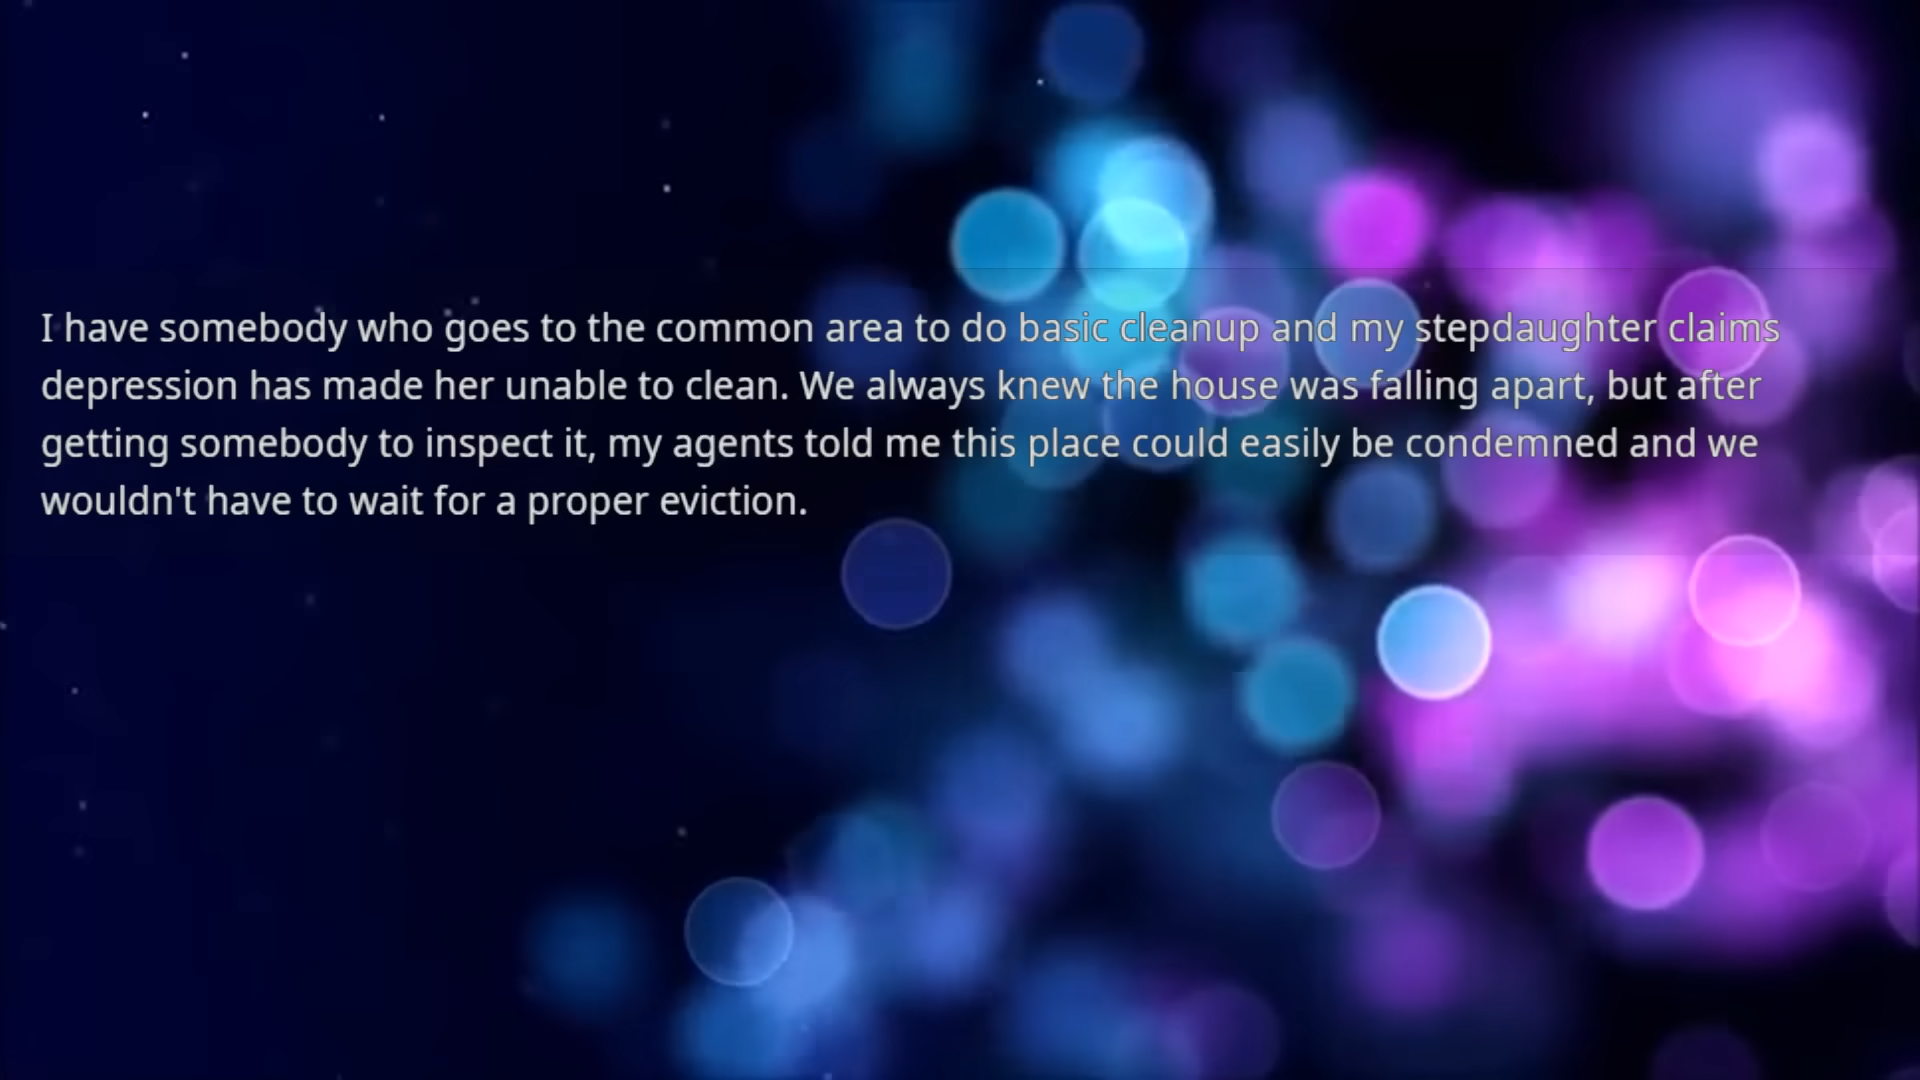 I have somebody who goes to the common area to do basic cleanup and my stepdaughter claims
depression has made her unable to clean. We always knew the house was falling apart, but after
getting somebody to inspect it, my agents told me this place could easily be condemned and we
wouldn't have to wait for a proper eviction.